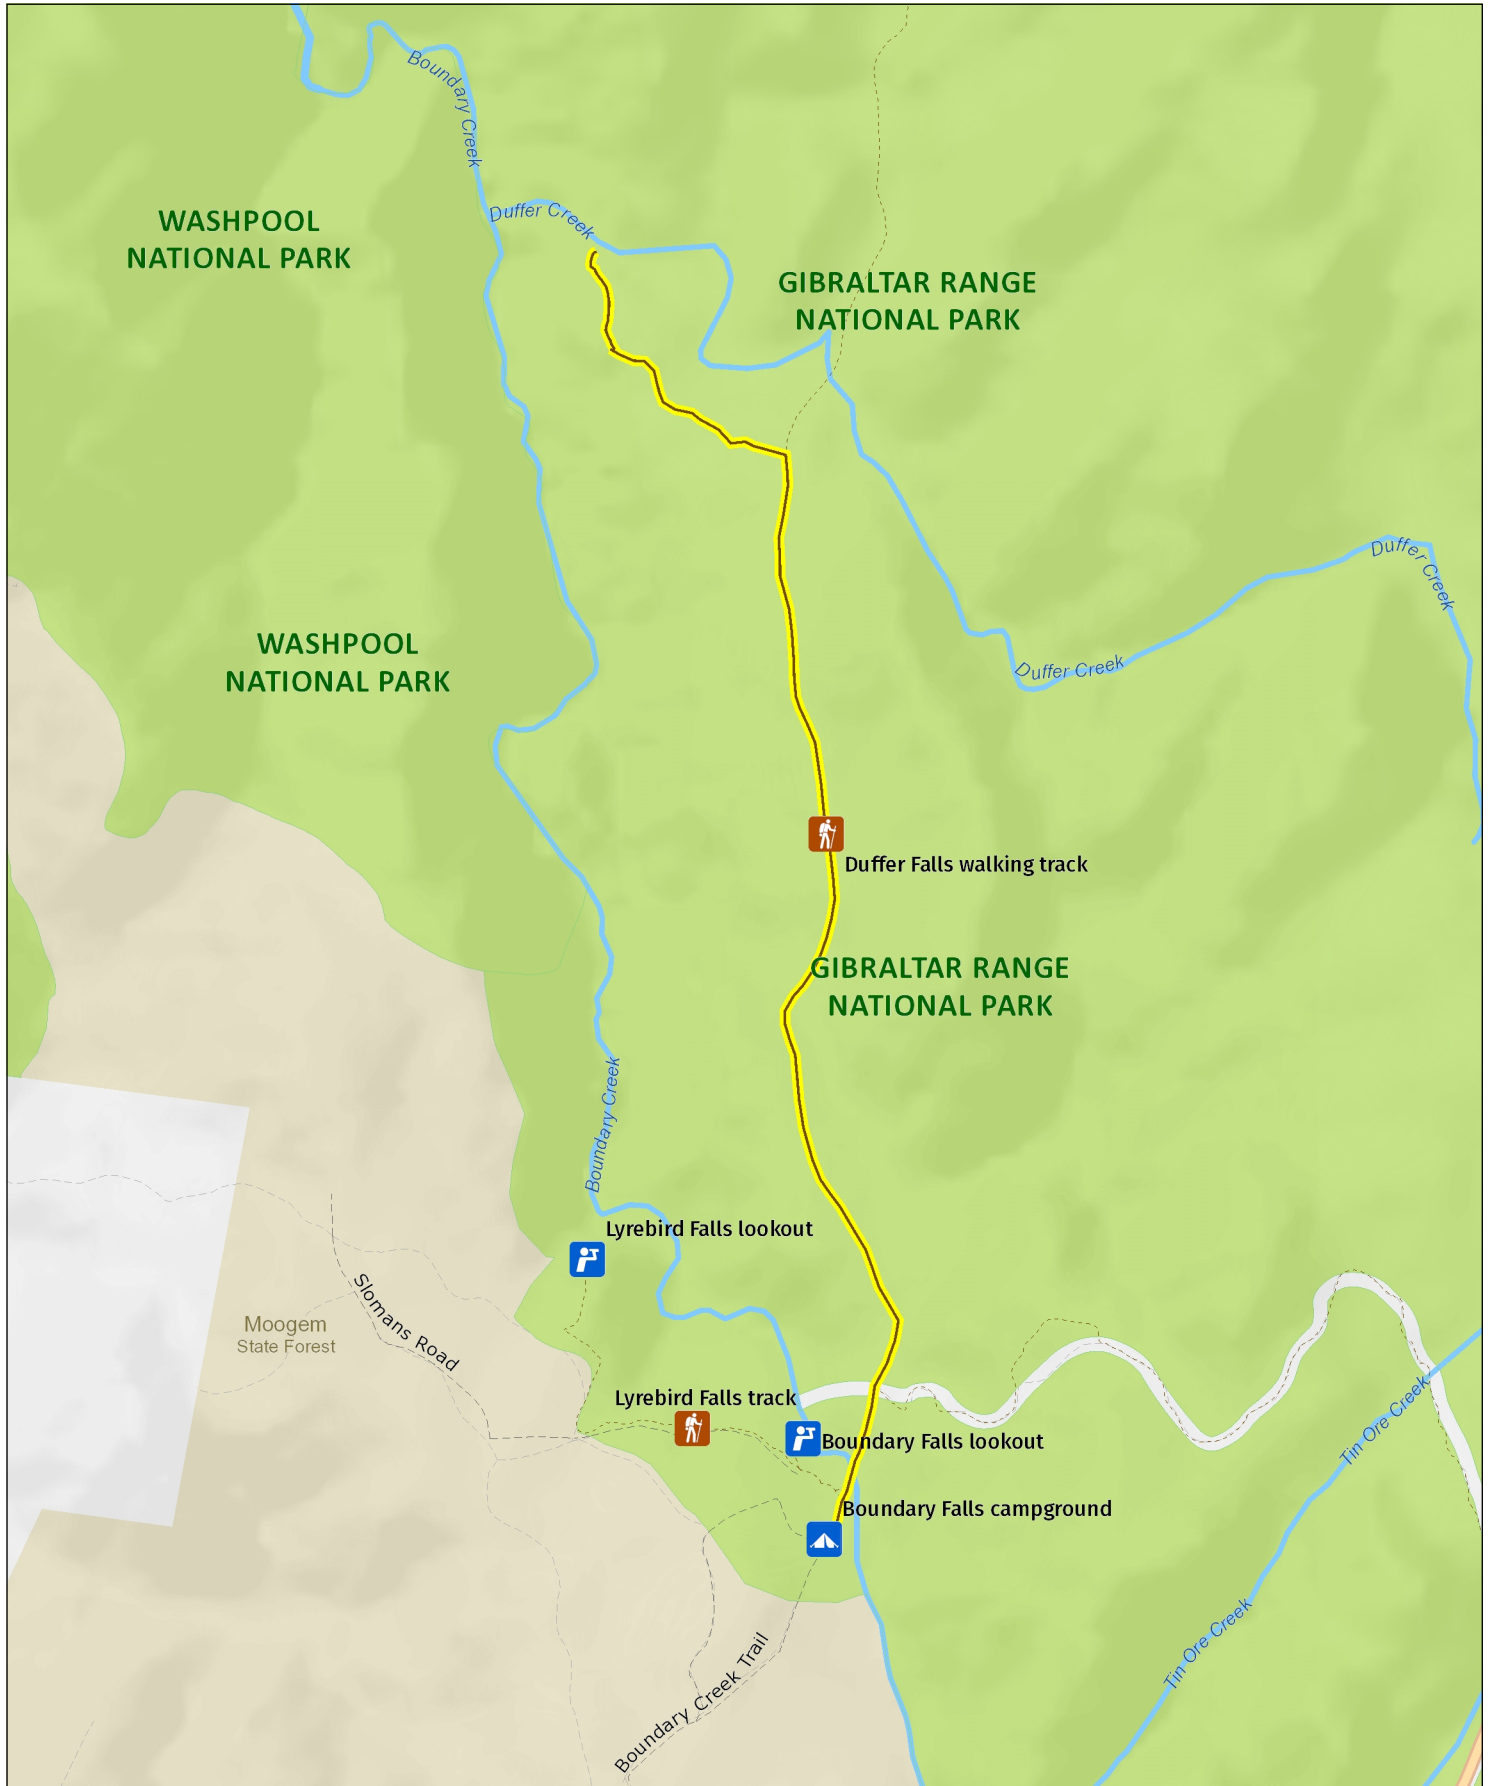 Boundary Creek
Duffer Creek
WASHPOOL
NATIONAL PARK
GIBRALTAR RANGE
NATIONAL PARK
Duffer Creek
WASHPOOL
NATIONAL PARK
Duffer Creek
Duffer Falls walking track
GIBRALTAR RANGE
NATIONAL PARK
Boundary Creek
Lyrebird Falls lookout
Slomans Road
Moogem
State Forest
Lyrebird Falls track
Boundary Falls lookout
Tin Ore Creek
Boundary Falls campground
Tin Ore Creek
Boundary Creek Trail